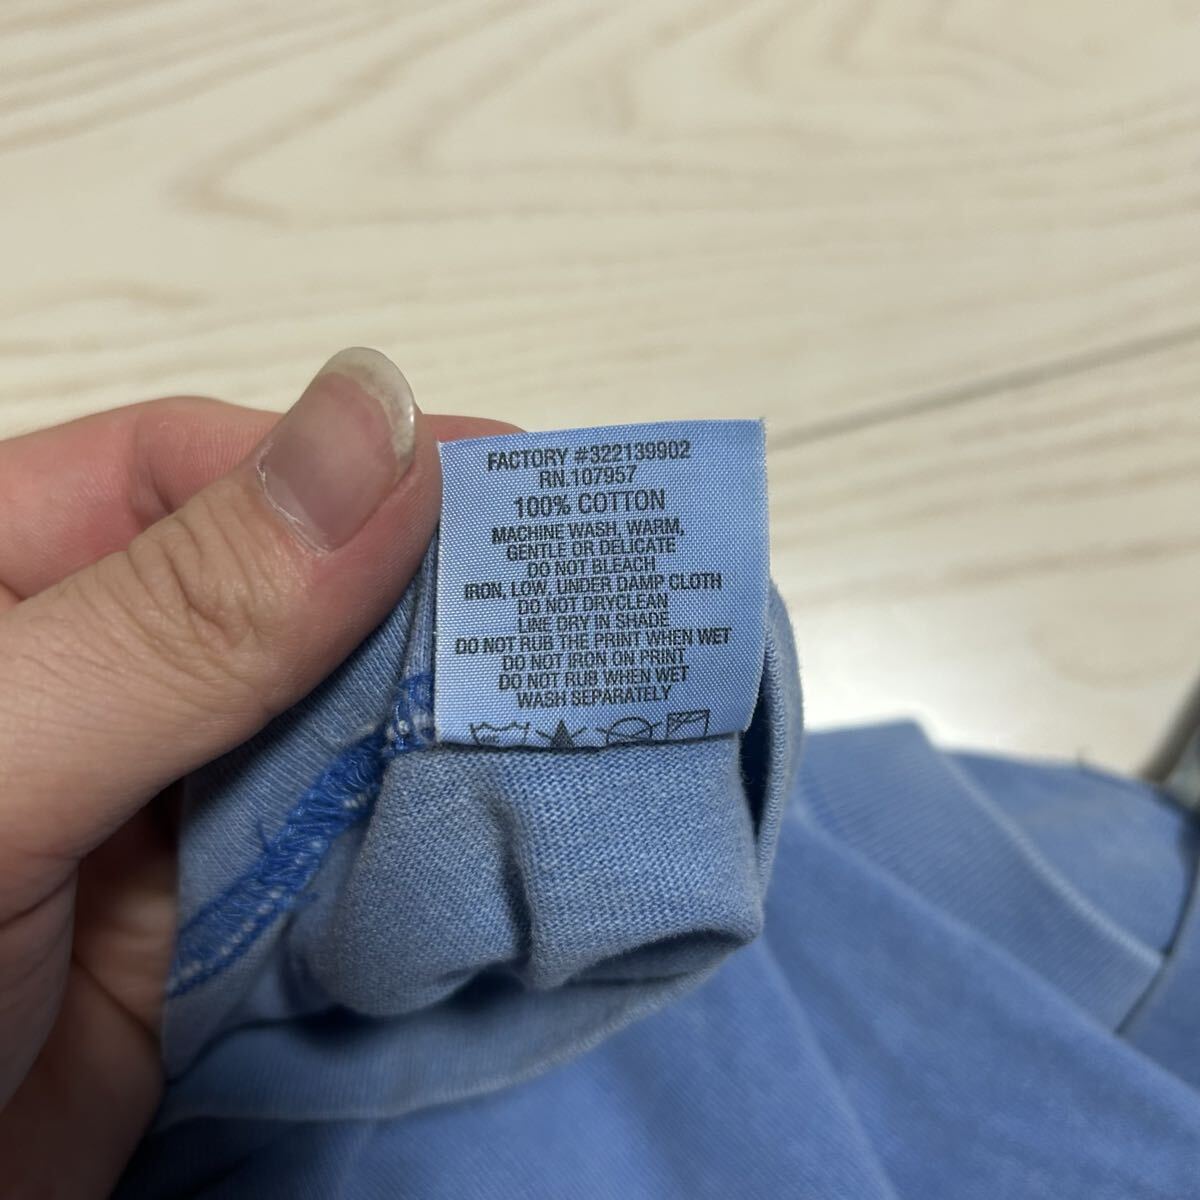 FACTORY #322139902
RN.107957
100% COTTON
MACHINE WASH, WARM,
GENTLE OR DELICATE
DO NOT BLEACH
IRON, LOW, UNDER DAMP CLOTH
DO NOT DRYCLEAN
LINE DRY IN SHADE
DO NOT RUB THE PRINT WHEN WET
DO NOT IRON ON PRINT
DO NOT RUB WHEN WET
WASH SEPARATELY